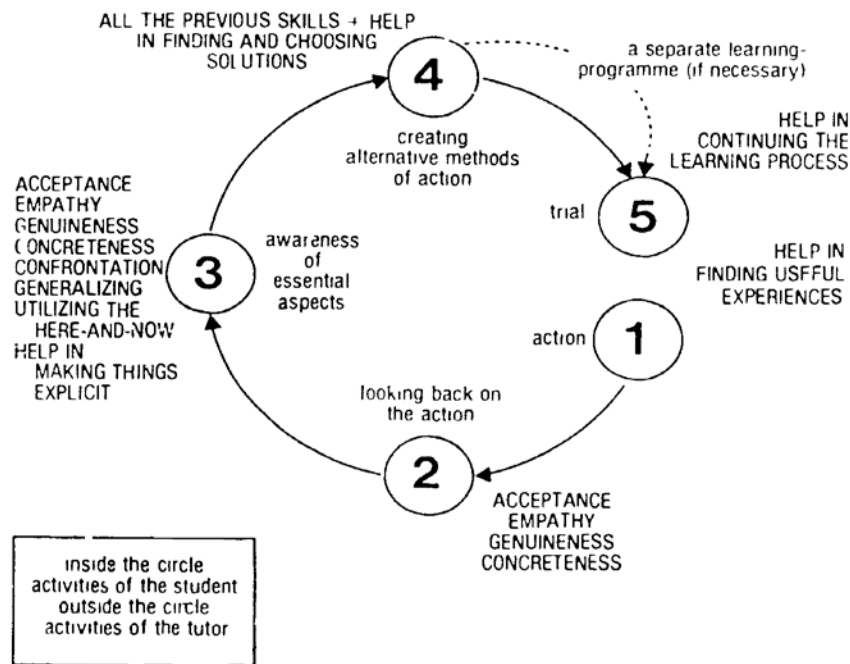 ALL THE PREVIOUS SKILLS + HELP
IN FINDING AND CHOOSING
SOLUTIONS
4
creating
alternative methods
of action
a separate learning-
programme (if necessary)
HELP IN
CONTINUING THE
LEARNING PROCESS
trial
5
HELP IN
FINDING USEFUL
EXPERIENCES
action
1
ACCEPTANCE
EMPATHY
GENUINENESS
CONCRETENESS
CONFRONTATION
GENERALIZING
UTILIZING THE
HERE-AND-NOW
HELP IN
MAKING THINGS
EXPLICIT
3
awareness
of
essential
aspects
looking back on
the action
2
ACCEPTANCE
EMPATHY
GENUINENESS
CONCRETENESS
inside the circle
activities of the student
outside the circle
activities of the tutor